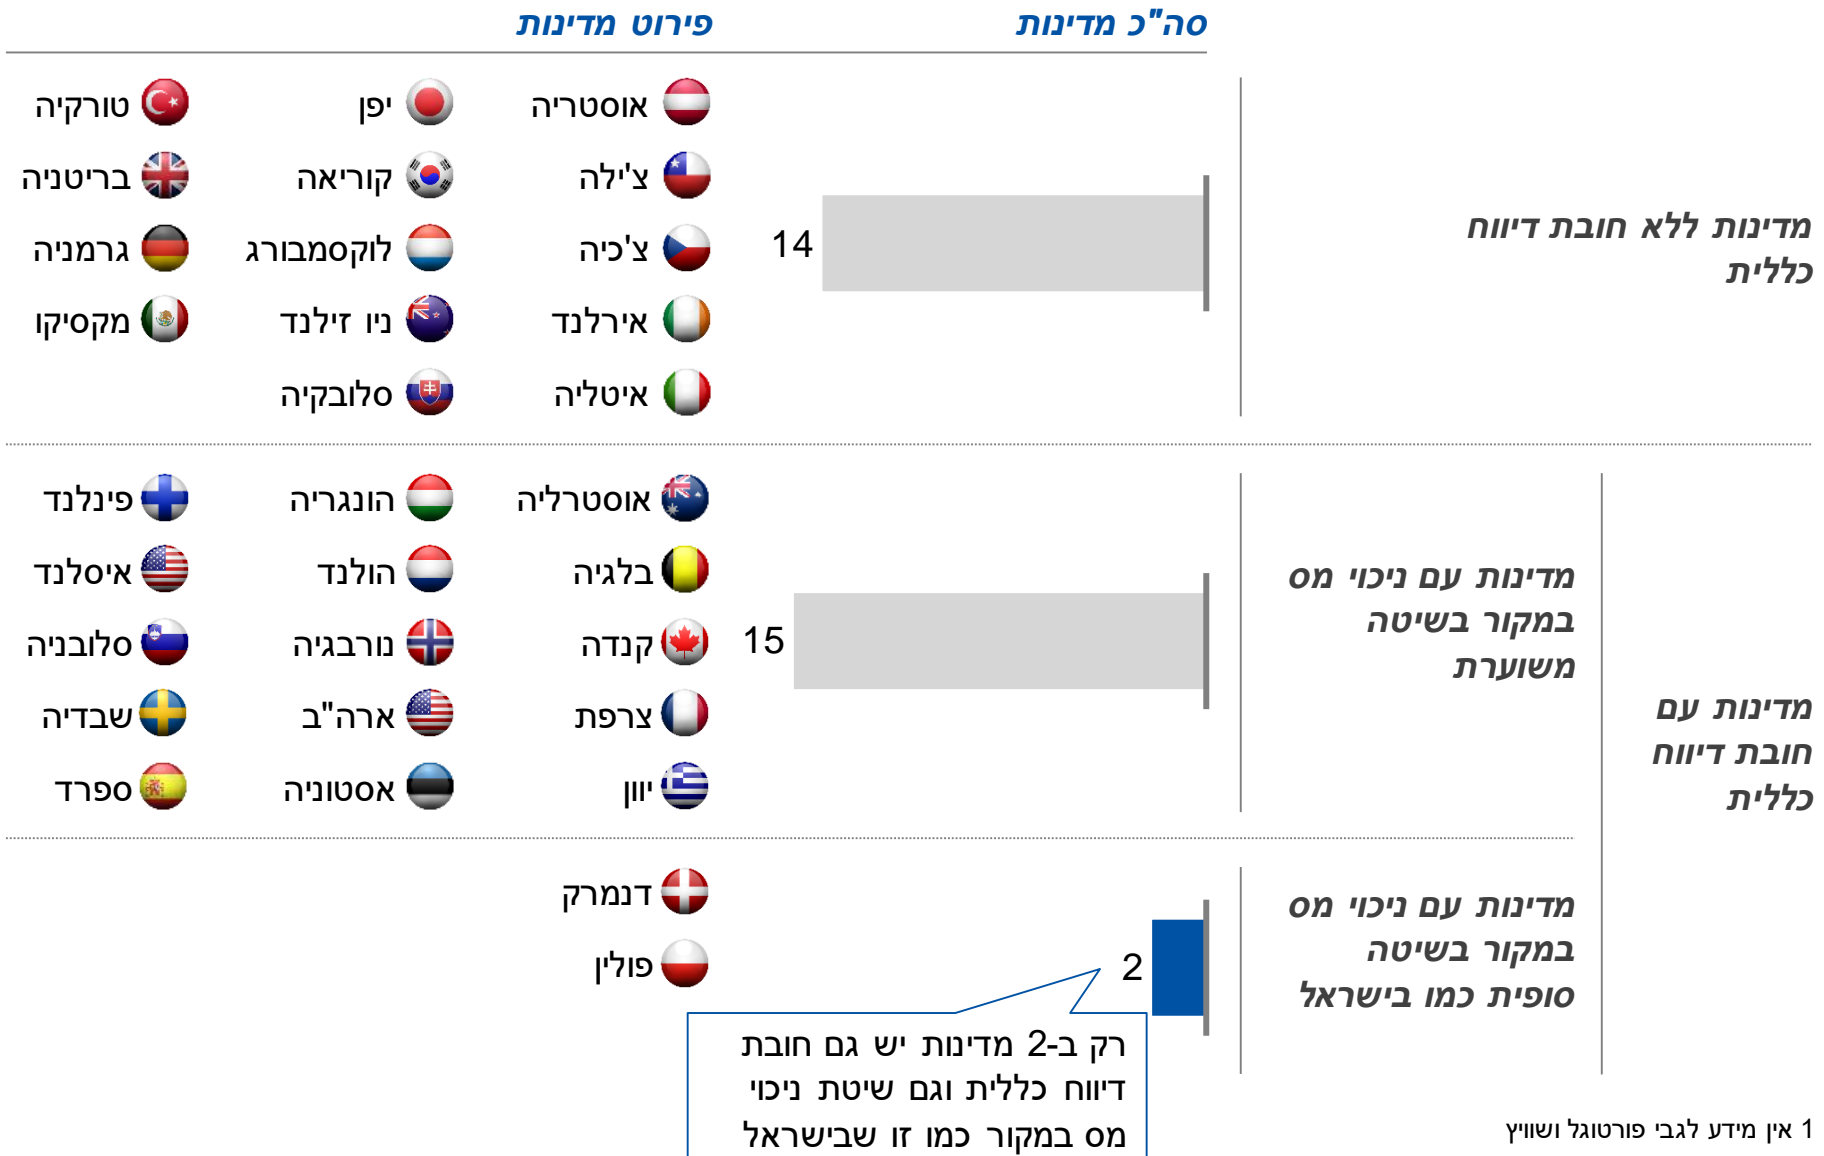 סה"כ מדינות
פירוט מדינות
מדינות ללא חובת דיווח
כללית
14
אוסטריה
יפן
טורקיה
צ'ילה
קוריאה
בריטניה
צ'כיה
לוקסמבורג
גרמניה
אירלנד
ניו זילנד
מקסיקו
איטליה
סלובקיה
מדינות עם
חובת דיווח
כללית
מדינות עם ניכוי מס
במקור בשיטה
משוערת
15
אוסטרליה
הונגריה
פינלנד
בלגיה
הולנד
איסלנד
קנדה
נורבגיה
סלובניה
צרפת
ארה"ב
שבדיה
יוון
אסטוניה
ספרד
מדינות עם ניכוי מס
במקור בשיטה
סופית כמו בישראל
2
דנמרק
פולין
רק ב-2 מדינות יש גם חובת
דיווח כללית וגם שיטת ניכוי
מס במקור כמו זו שבישראל
1 אין מידע לגבי פורטוגל ושוויץ